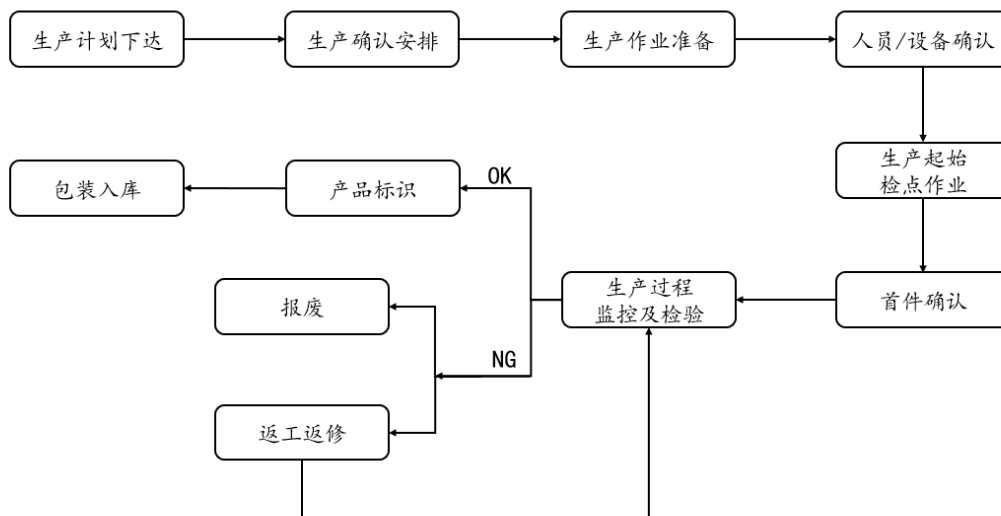 生产计划下达
生产确认安排
生产作业准备
人员/设备确认
生产起始
检点作业
包装入库
产品标识
OK
生产过程
监控及检验
首件确认
报废
NG
返工返修